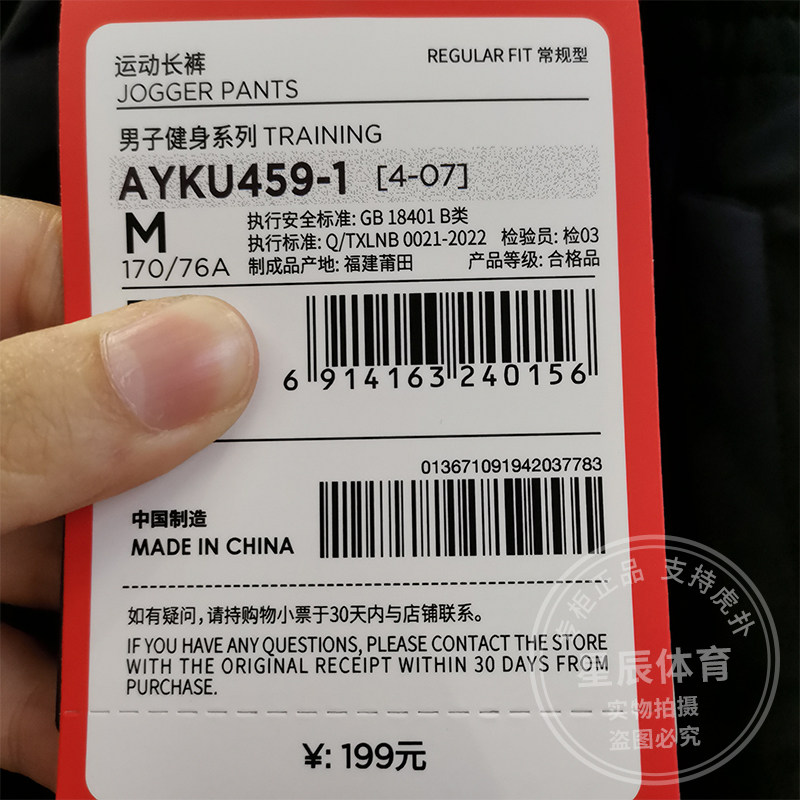 运动长裤
REGULAR FIT 常规型
JOGGER PANTS
男子健身系列 TRAINING
AYKU459-1 [4-07]
M
170/76A
执行安全标准: GB 18401 B类
执行标准: Q/TXLNB 0021-2022 检验员: 检03
制成品产地: 福建莆田 产品等级: 合格品
6 914163 240156
013671091942037783
中国制造
MADE IN CHINA
如有疑问,请持购物小票于30天内与店铺联系。
IF YOU HAVE ANY QUESTIONS, PLEASE CONTACT THE STORE
WITH THE ORIGINAL RECEIPT WITHIN 30 DAYS FROM
PURCHASE.
¥: 199元
专柜正品 支持虎扑
星辰体育
实物拍摄
盗图必究